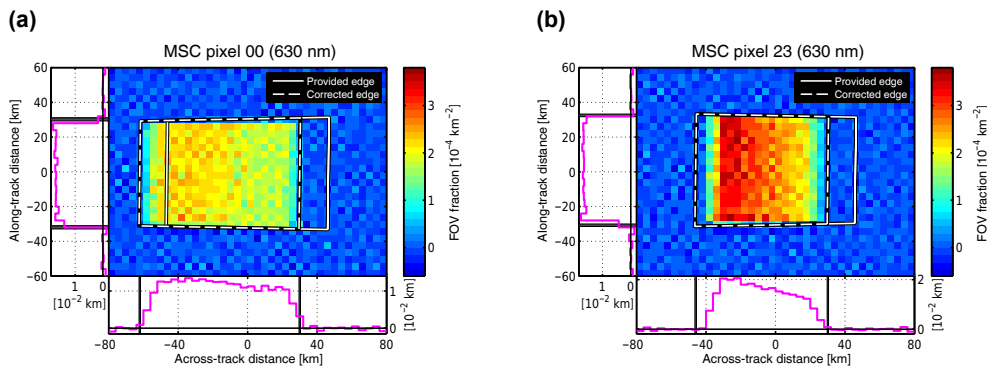 (a)
MSC pixel 00 (630 nm)
Provided edge
Corrected edge
60
40
20
0
−20
−40
−60
Along-track distance [km]
1 0
[10⁻² km]
3
2
1
0
FOV fraction [10⁻⁴ km⁻²]
1
0
[10⁻² km]
−80 −40 0 40 80
Across-track distance [km]
(b)
MSC pixel 23 (630 nm)
Provided edge
Corrected edge
60
40
20
0
−20
−40
−60
Along-track distance [km]
1 0
[10⁻² km]
3
2
1
0
FOV fraction [10⁻⁴ km⁻²]
2
0
[10⁻² km]
−80 −40 0 40 80
Across-track distance [km]